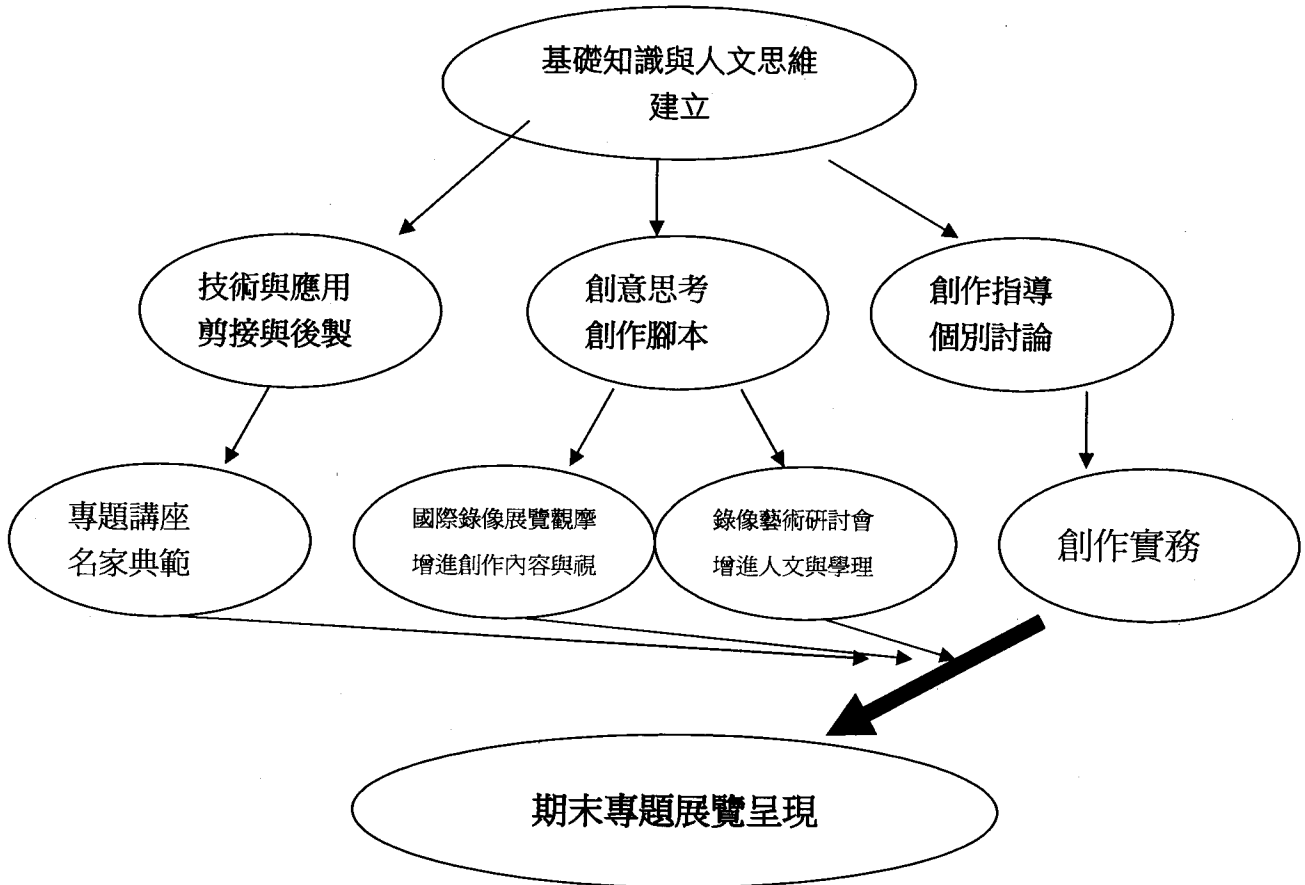 基礎知識與人文思維
建立
技術與應用
剪接與後製
創意思考
創作腳本
創作指導
個別討論
專題講座
名家典範
國際錄像展覽觀摩
增進創作內容與視
錄像藝術研討會
增進人文與學理
創作實務
期末專題展覽呈現